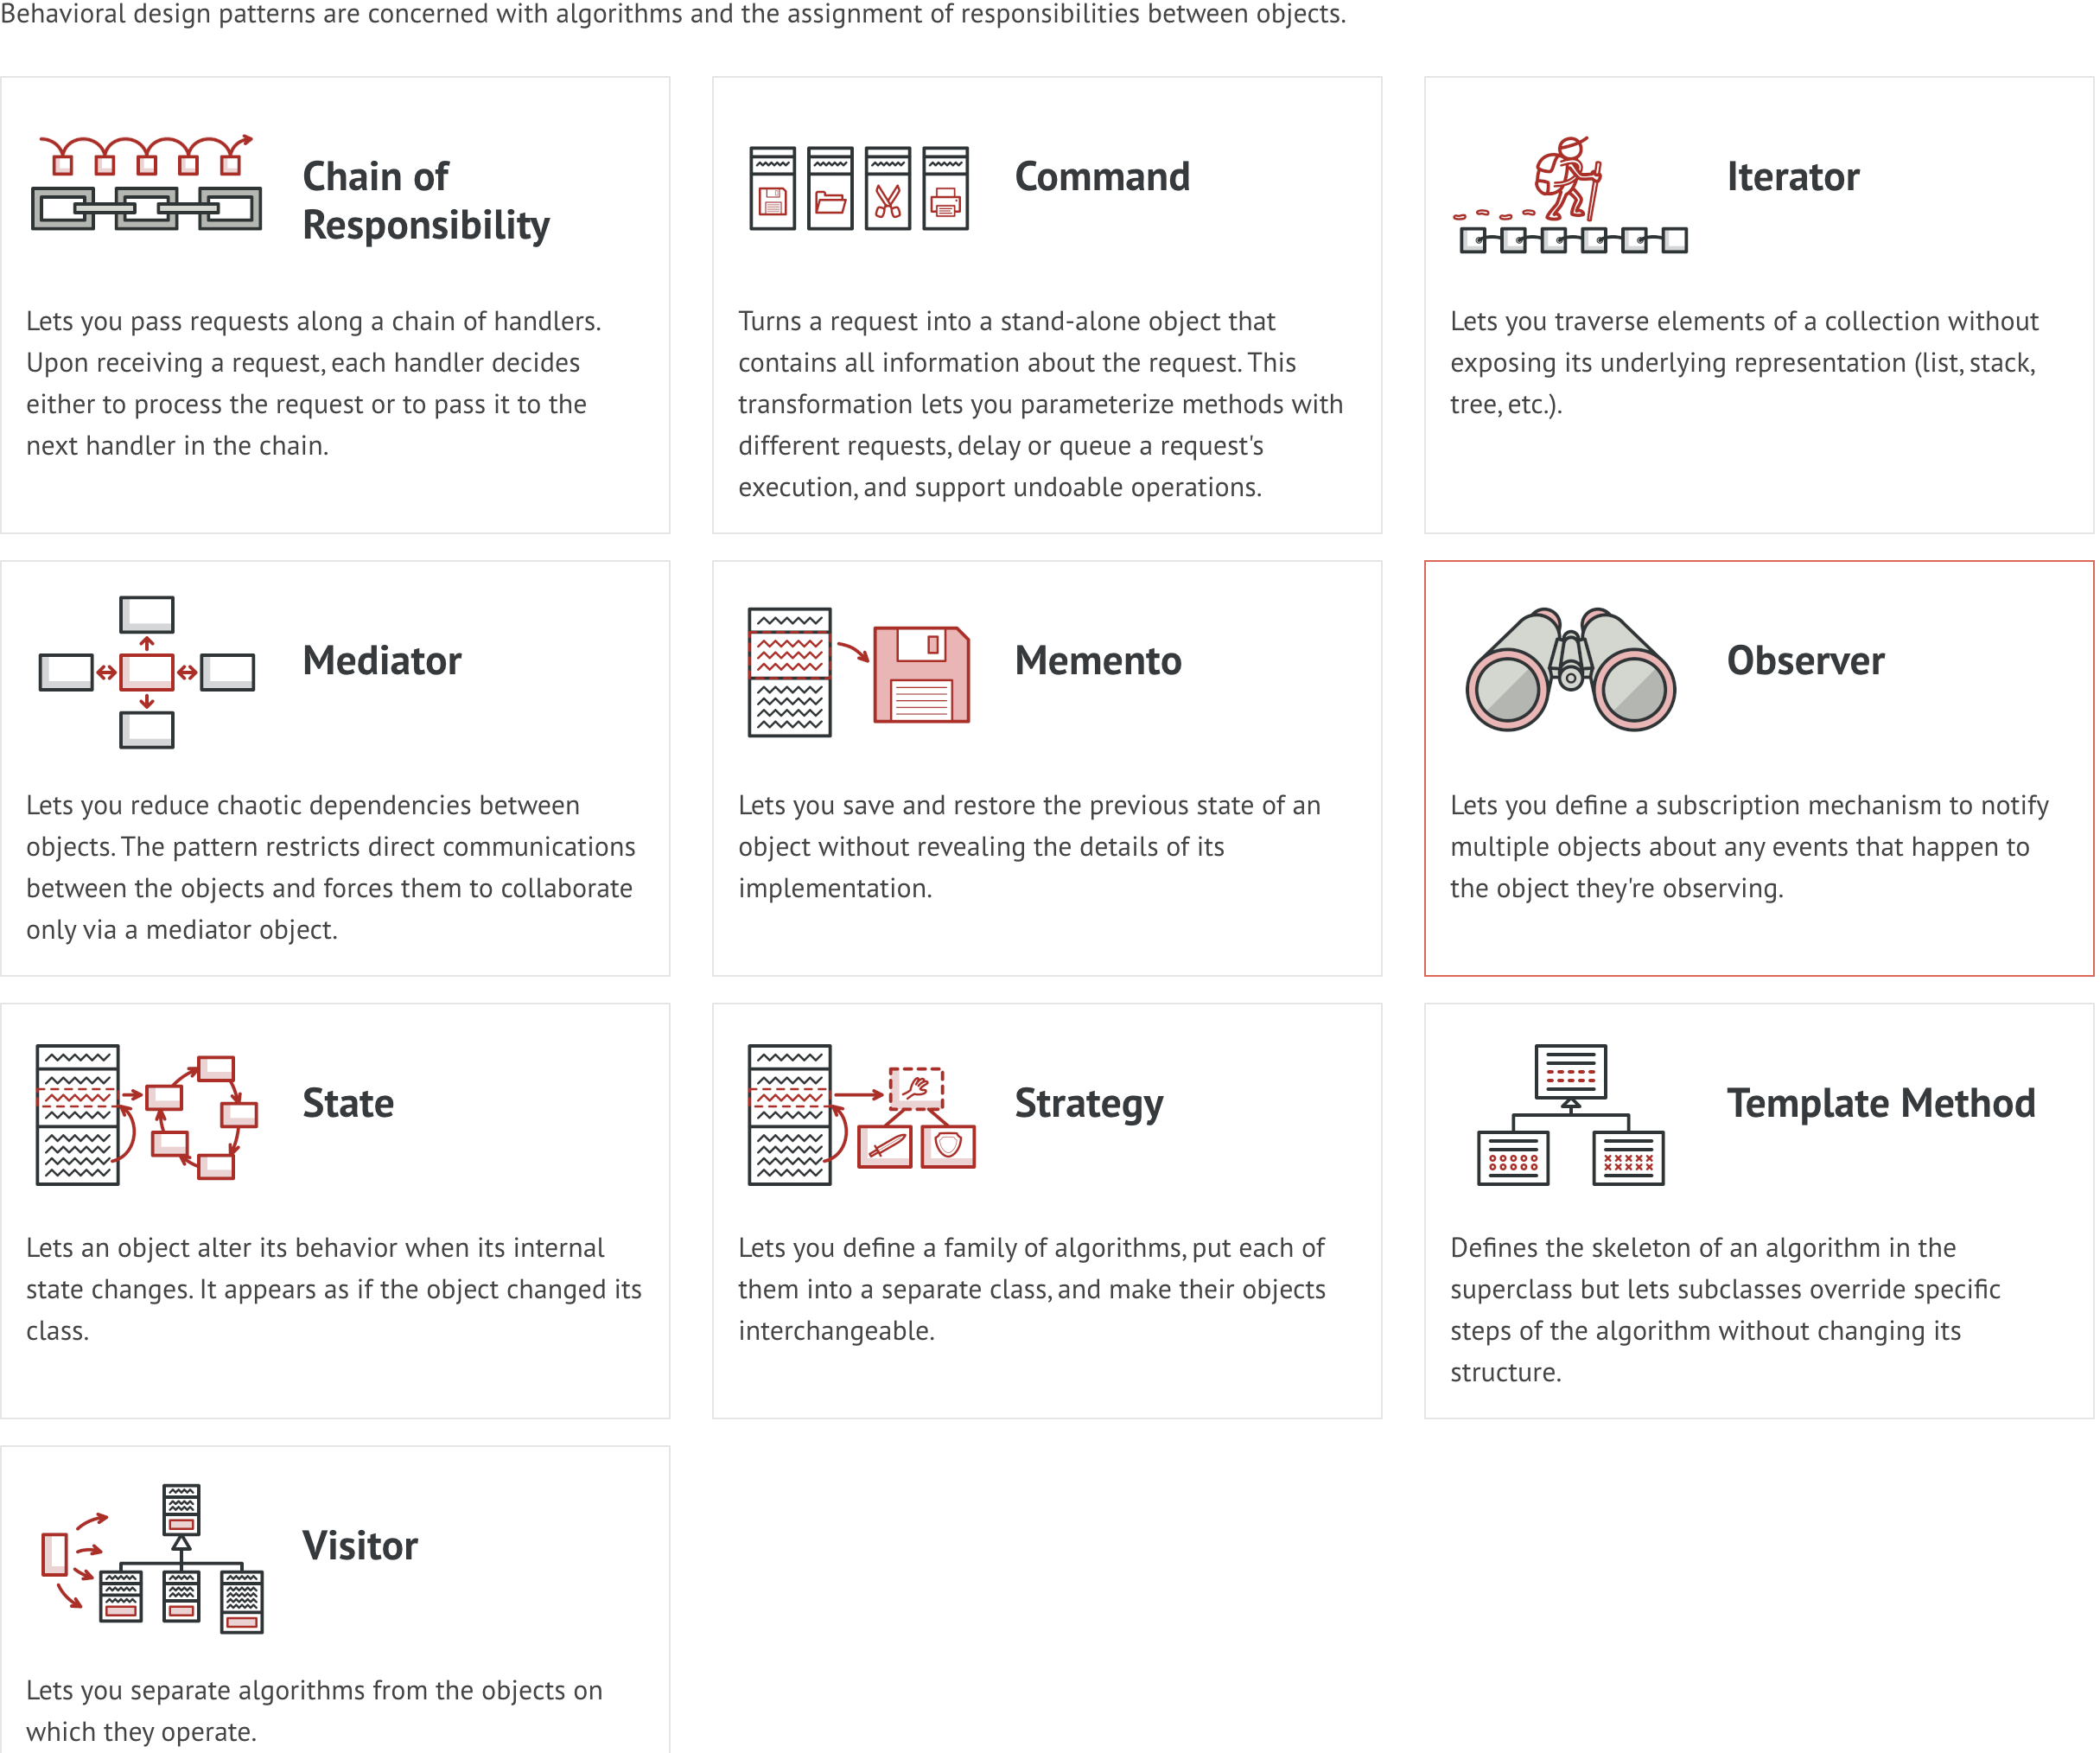 Behavioral design patterns are concerned with algorithms and the assignment of responsibilities between objects.
Chain of
Responsibility
Lets you pass requests along a chain of handlers.
Upon receiving a request, each handler decides
either to process the request or to pass it to the
next handler in the chain.
Command
Turns a request into a stand-alone object that
contains all information about the request. This
transformation lets you parameterize methods with
different requests, delay or queue a request's
execution, and support undoable operations.
Iterator
Lets you traverse elements of a collection without
exposing its underlying representation (list, stack,
tree, etc.).
Mediator
Lets you reduce chaotic dependencies between
objects. The pattern restricts direct communications
between the objects and forces them to collaborate
only via a mediator object.
Memento
Lets you save and restore the previous state of an
object without revealing the details of its
implementation.
Observer
Lets you define a subscription mechanism to notify
multiple objects about any events that happen to
the object they're observing.
State
Lets an object alter its behavior when its internal
state changes. It appears as if the object changed its
class.
Strategy
Lets you define a family of algorithms, put each of
them into a separate class, and make their objects
interchangeable.
Template Method
Defines the skeleton of an algorithm in the
superclass but lets subclasses override specific
steps of the algorithm without changing its
structure.
Visitor
Lets you separate algorithms from the objects on
which they operate.